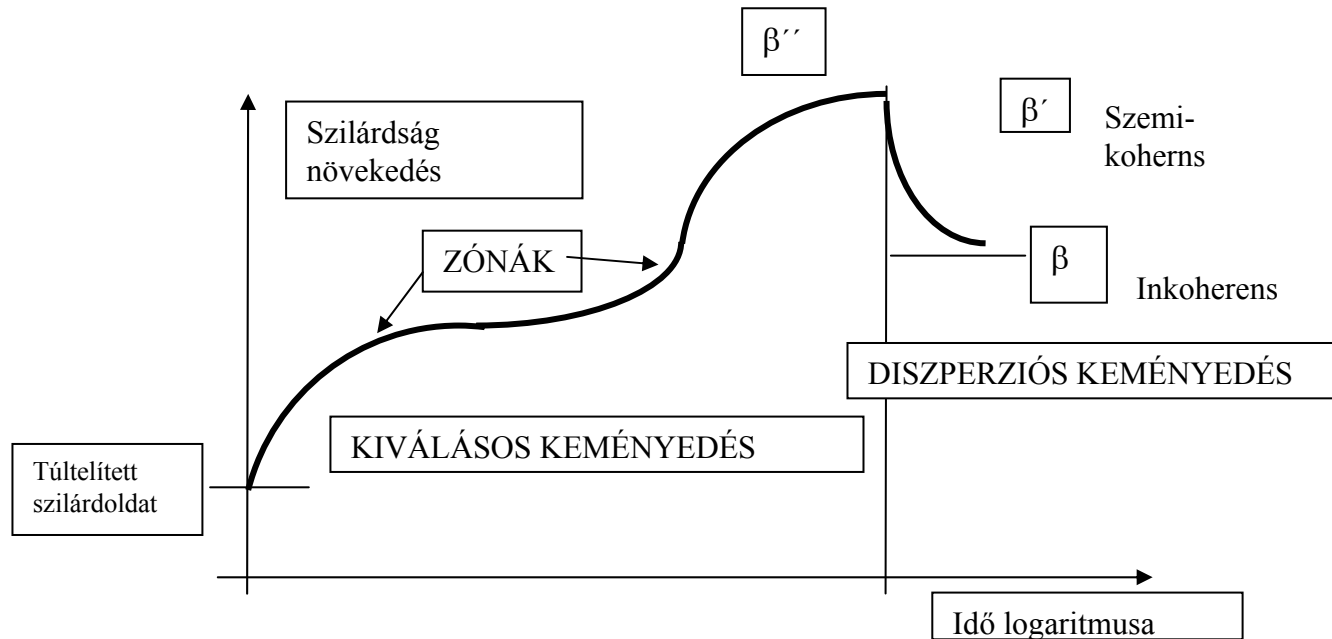 β´´
Szilárdság
növekedés
β´
Szemi-
koherns
ZÓNÁK
β
Inkoherens
DISZPERZIÓS KEMÉNYEDÉS
KIVÁLÁSOS KEMÉNYEDÉS
Túltelített
szilárdoldat
Idő logaritmusa